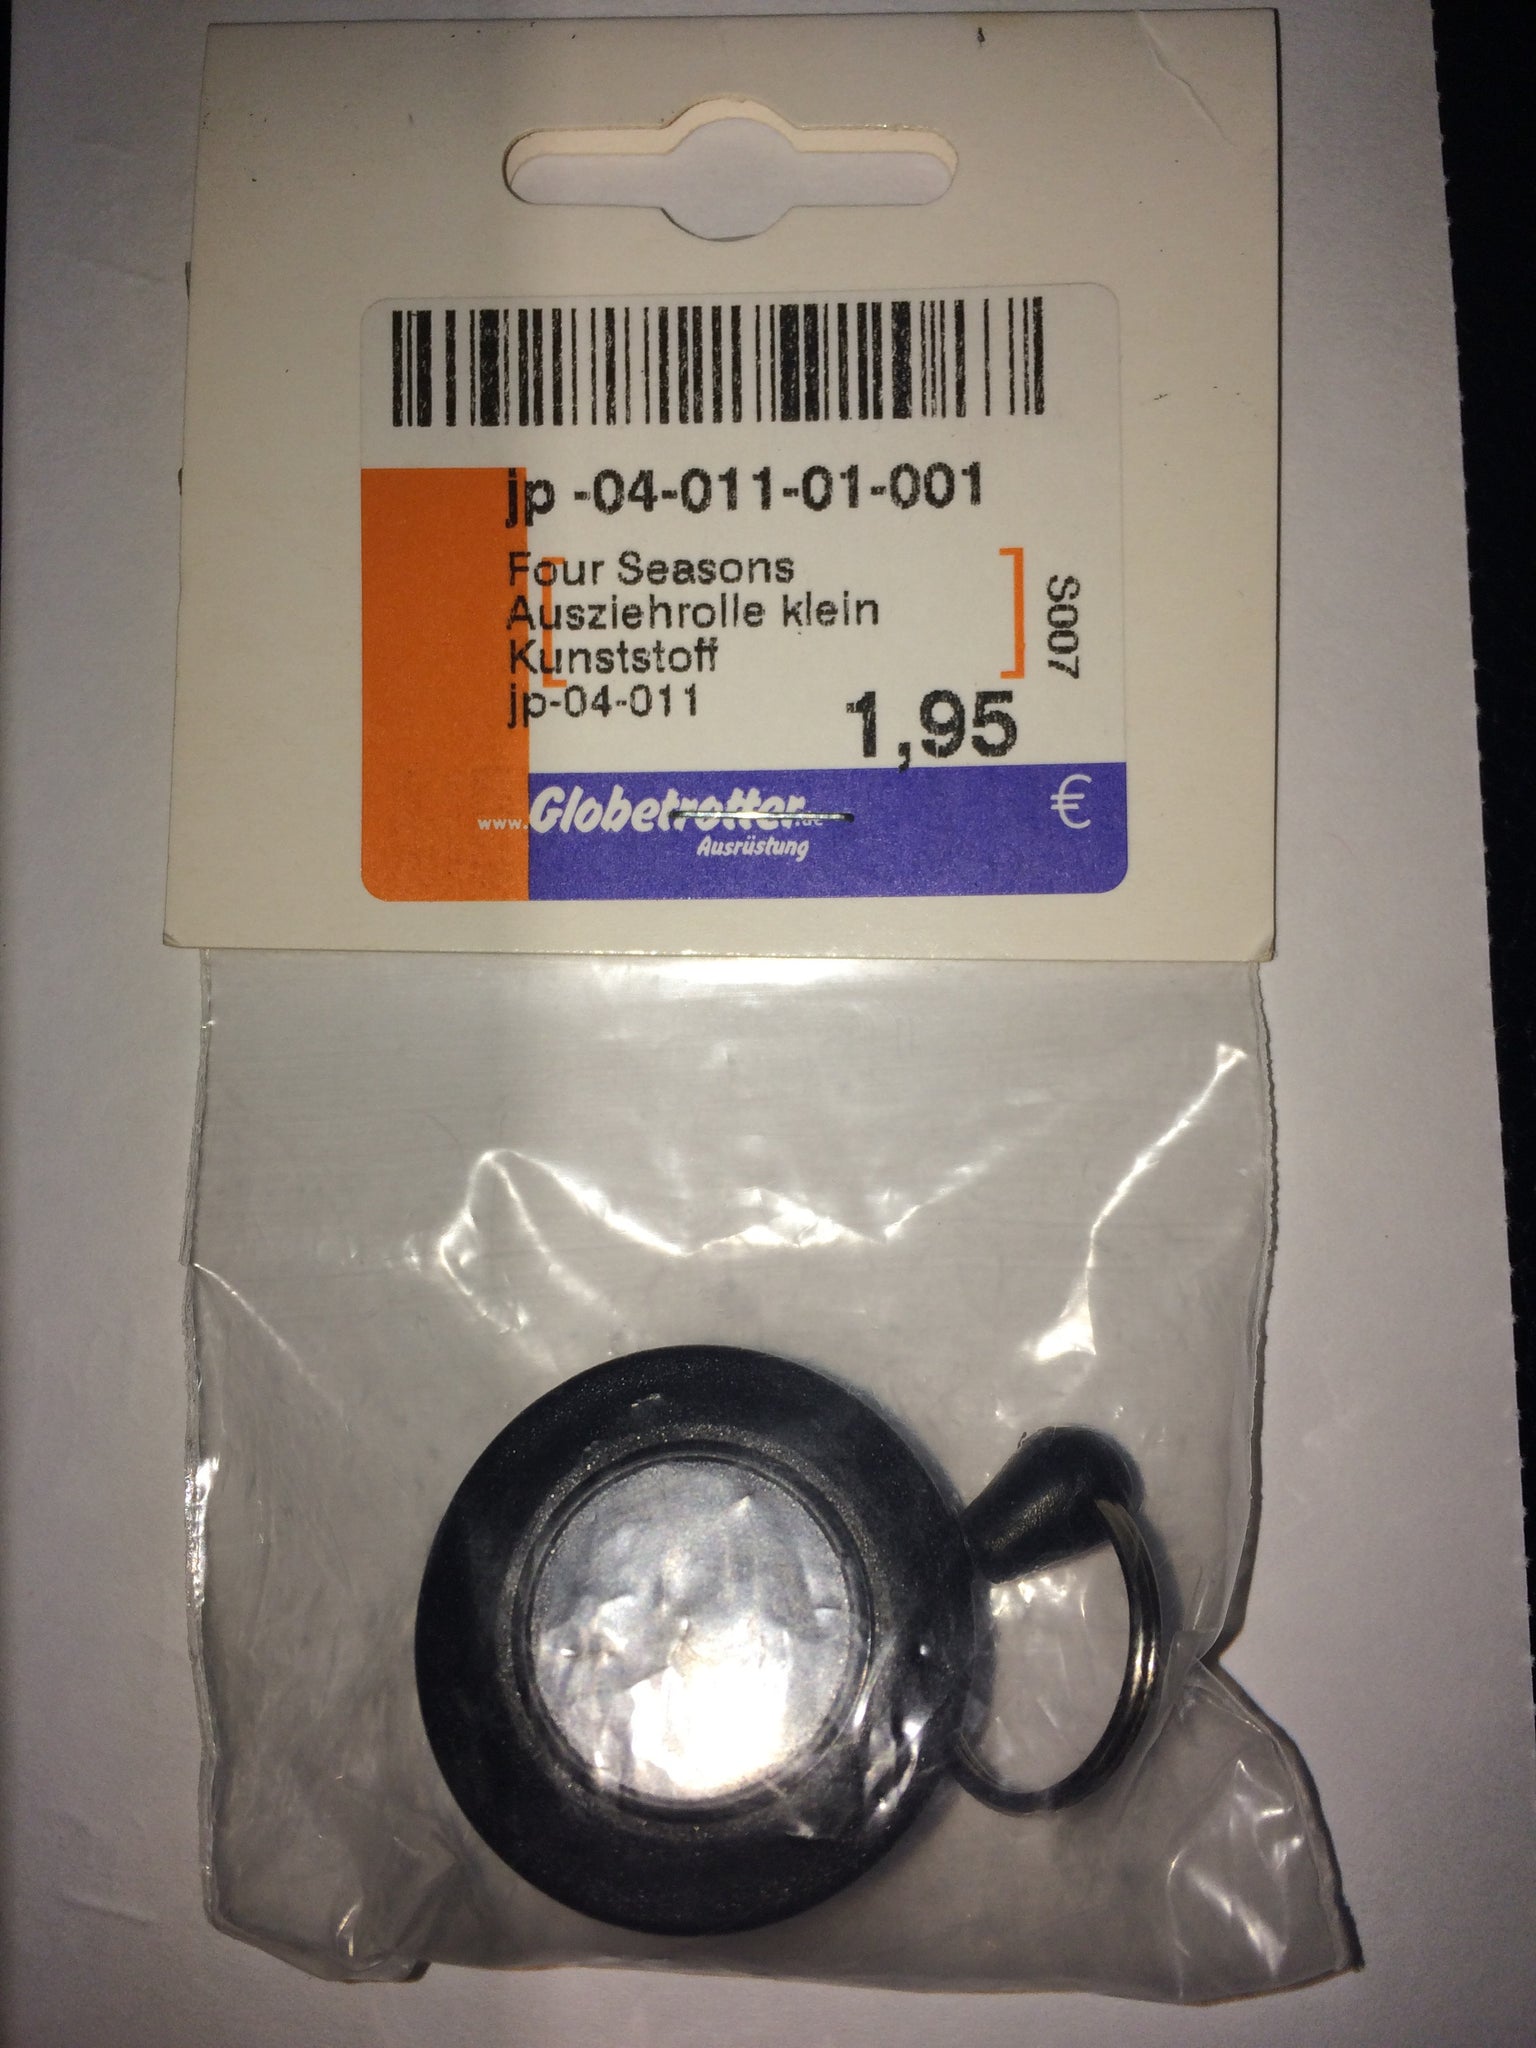 jp -04-011-01-001
Four Seasons
Ausziehrolle klein
Kunststoff
jp-04-011
1,95
S007
www.Globetrotter.de
Ausrüstung
€